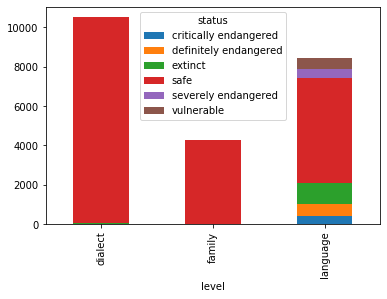 status
critically endangered
definitely endangered
extinct
safe
severely endangered
vulnerable
10000
8000
6000
4000
2000
0
dialect
family
language
level